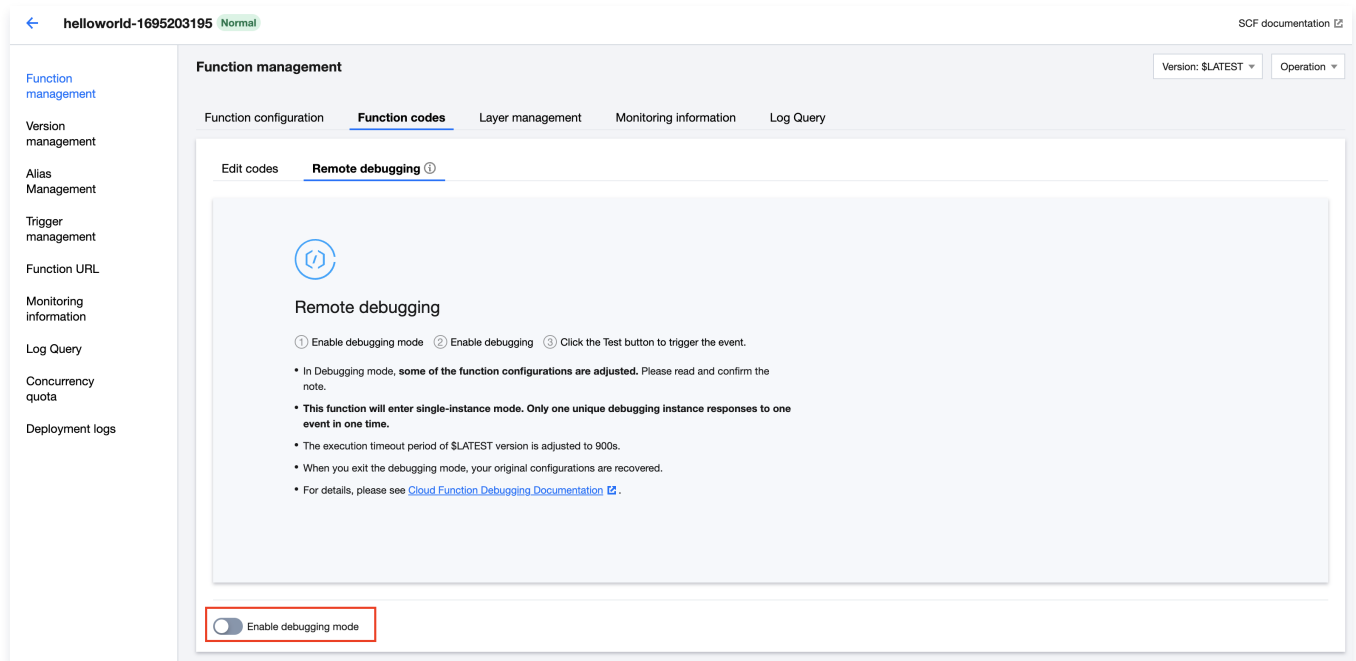 helloworld-1695203195 Normal
SCF documentation
Function
management
Version
management
Alias
Management
Trigger
management
Function URL
Monitoring
information
Log Query
Concurrency
quota
Deployment logs
Function management
Version: $LATEST
Operation
Function configuration
Function codes
Layer management
Monitoring information
Log Query
Edit codes
Remote debugging
Remote debugging
1 Enable debugging mode 2 Enable debugging 3 Click the Test button to trigger the event.
• In Debugging mode, some of the function configurations are adjusted. Please read and confirm the
note.
• This function will enter single-instance mode. Only one unique debugging instance responses to one
event in one time.
• The execution timeout period of $LATEST version is adjusted to 900s.
• When you exit the debugging mode, your original configurations are recovered.
• For details, please see Cloud Function Debugging Documentation .
Enable debugging mode